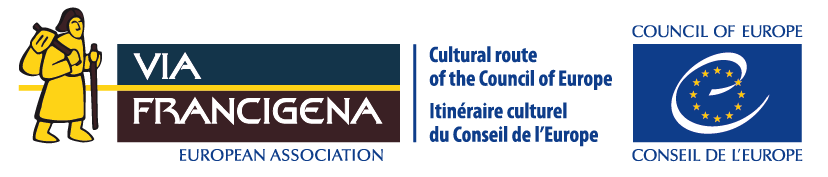 VIA
FRANCIGENA
EUROPEAN ASSOCIATION
Cultural route
of the Council of Europe
Itinéraire culturel
du Conseil de l'Europe
COUNCIL OF EUROPE
CONSEIL DE L'EUROPE